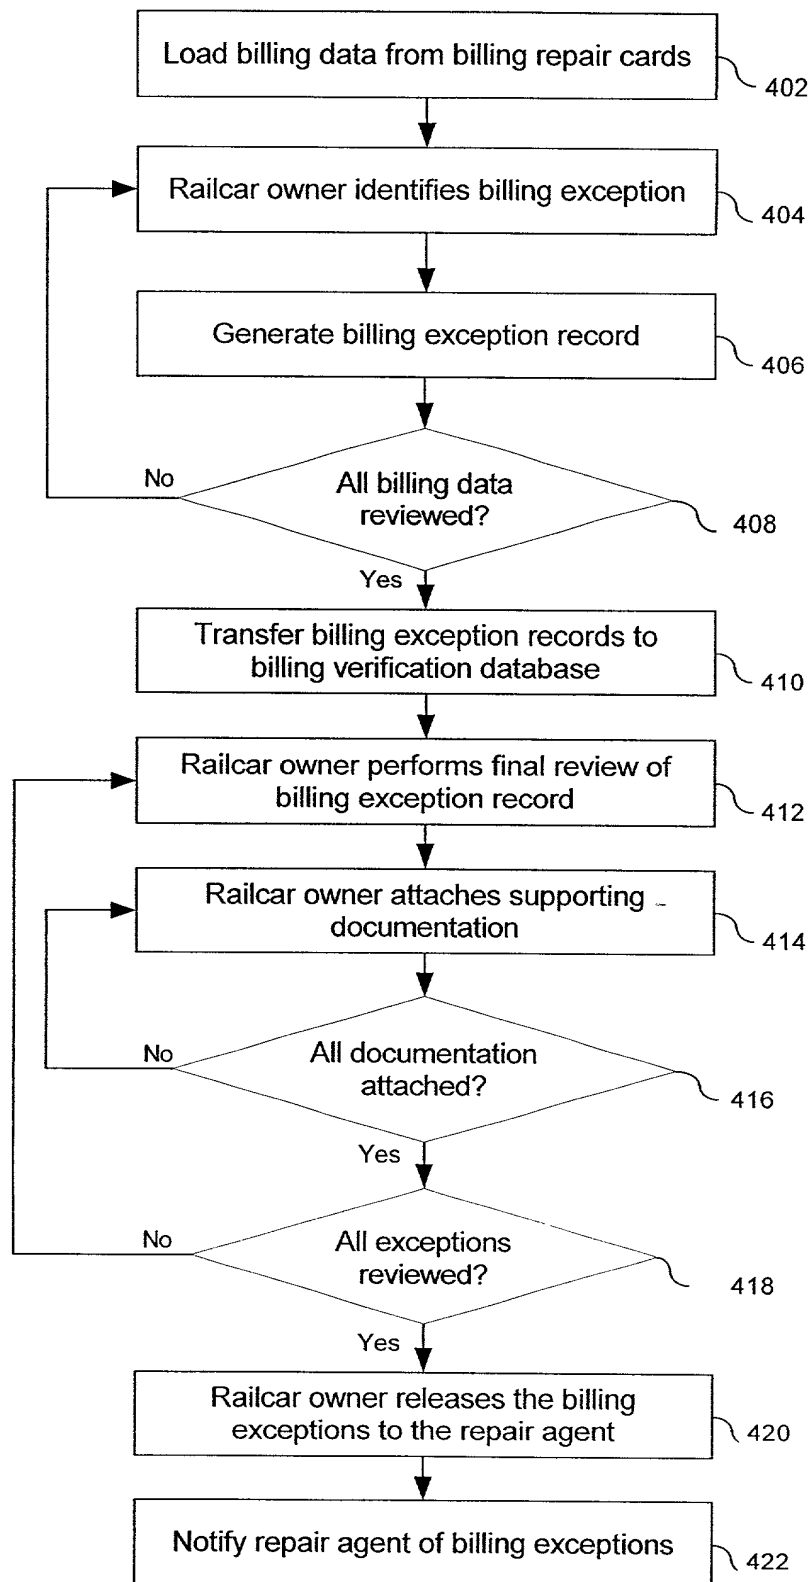 Load billing data from billing repair cards
402
Railcar owner identifies billing exception
404
Generate billing exception record
406
No
All billing data
reviewed?
408
Yes
Transfer billing exception records to
billing verification database
410
Railcar owner performs final review of
billing exception record
412
Railcar owner attaches supporting
documentation
414
No
All documentation
attached?
416
Yes
No
All exceptions
reviewed?
418
Yes
Railcar owner releases the billing
exceptions to the repair agent
420
Notify repair agent of billing exceptions
422